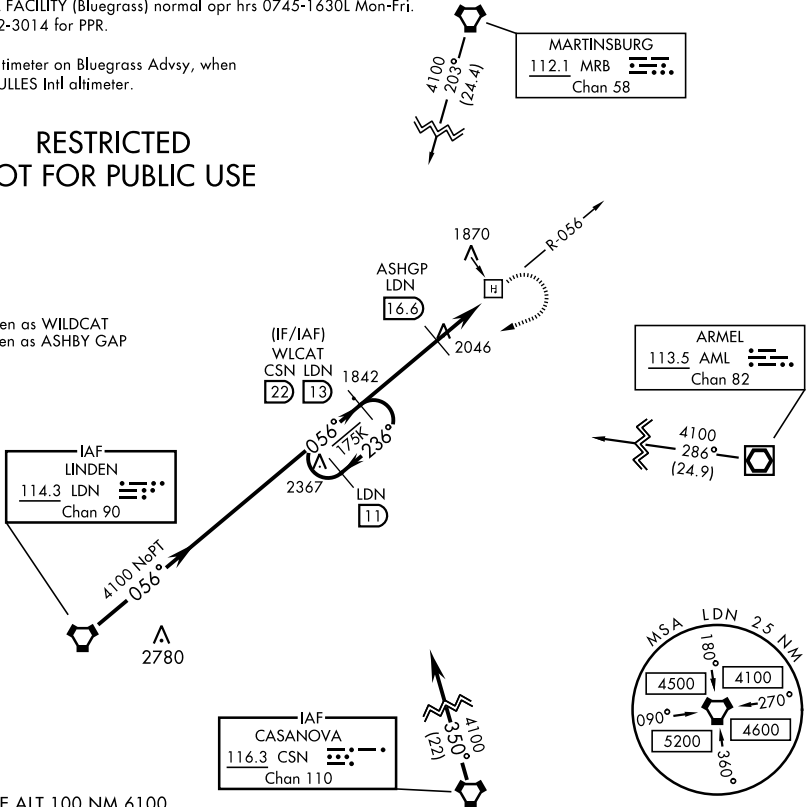 FACILITY (Bluegrass) normal opr hrs 0745-1630L Mon-Fri.
2-3014 for PPR.
timeter on Bluegrass Advsy, when
ULLES Intl altimeter.
RESTRICTED
OT FOR PUBLIC USE
MARTINSBURG
112.1 MRB
Chan 58
4100
203°
(24.4)
1870
R-056
H
ASHGP
LDN
16.6
2046
en as WILDCAT
en as ASHBY GAP
(IF/IAF)
WLCAT
CSN LDN
22 13
1842
056°
175K
236°
2367
LDN
11
ARMEL
113.5 AML
Chan 82
4100
286°
(24.9)
IAF
LINDEN
114.3 LDN
Chan 90
4100 NoPT
056°
2780
MSA LDN 25 NM
180°
4500
4100
270°
090°
5200
4600
360°
IAF
CASANOVA
116.3 CSN
Chan 110
4100
350°
(22)
E ALT 100 NM 6100